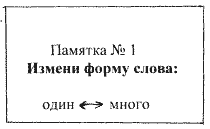 Памятка № 1
Измени форму слова:
один ↔ много